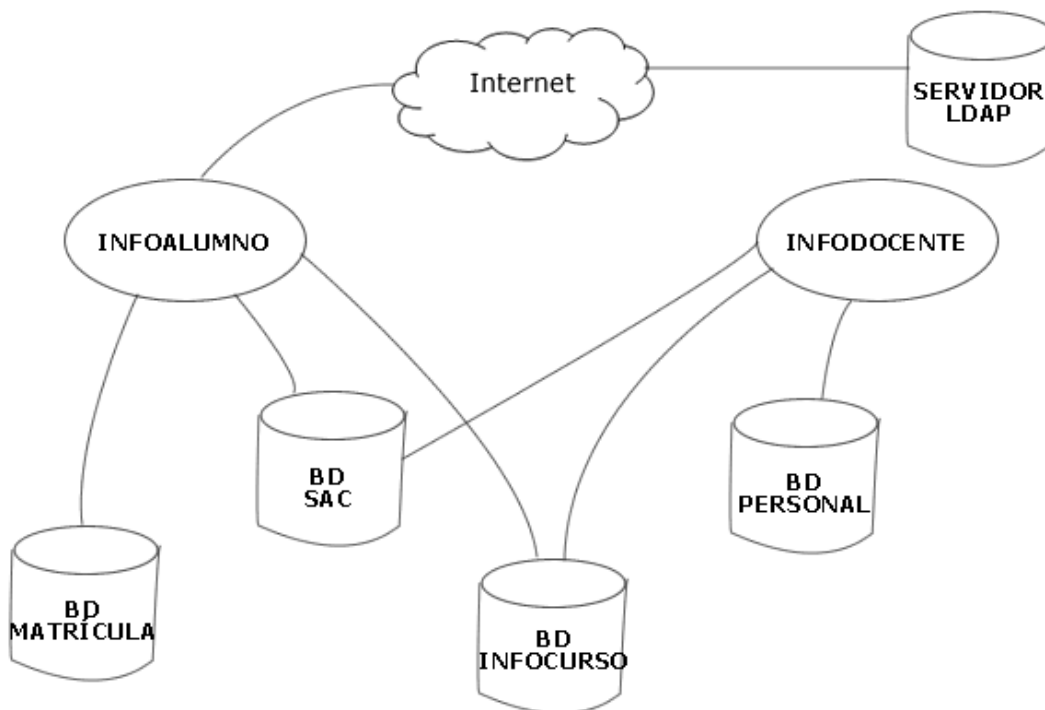 Internet
SERVIDOR
LDAP
INFOALUMNO
INFODOCENTE
BD
SAC
BD
PERSONAL
BD
MATRÍCULA
BD
INFOCURSO